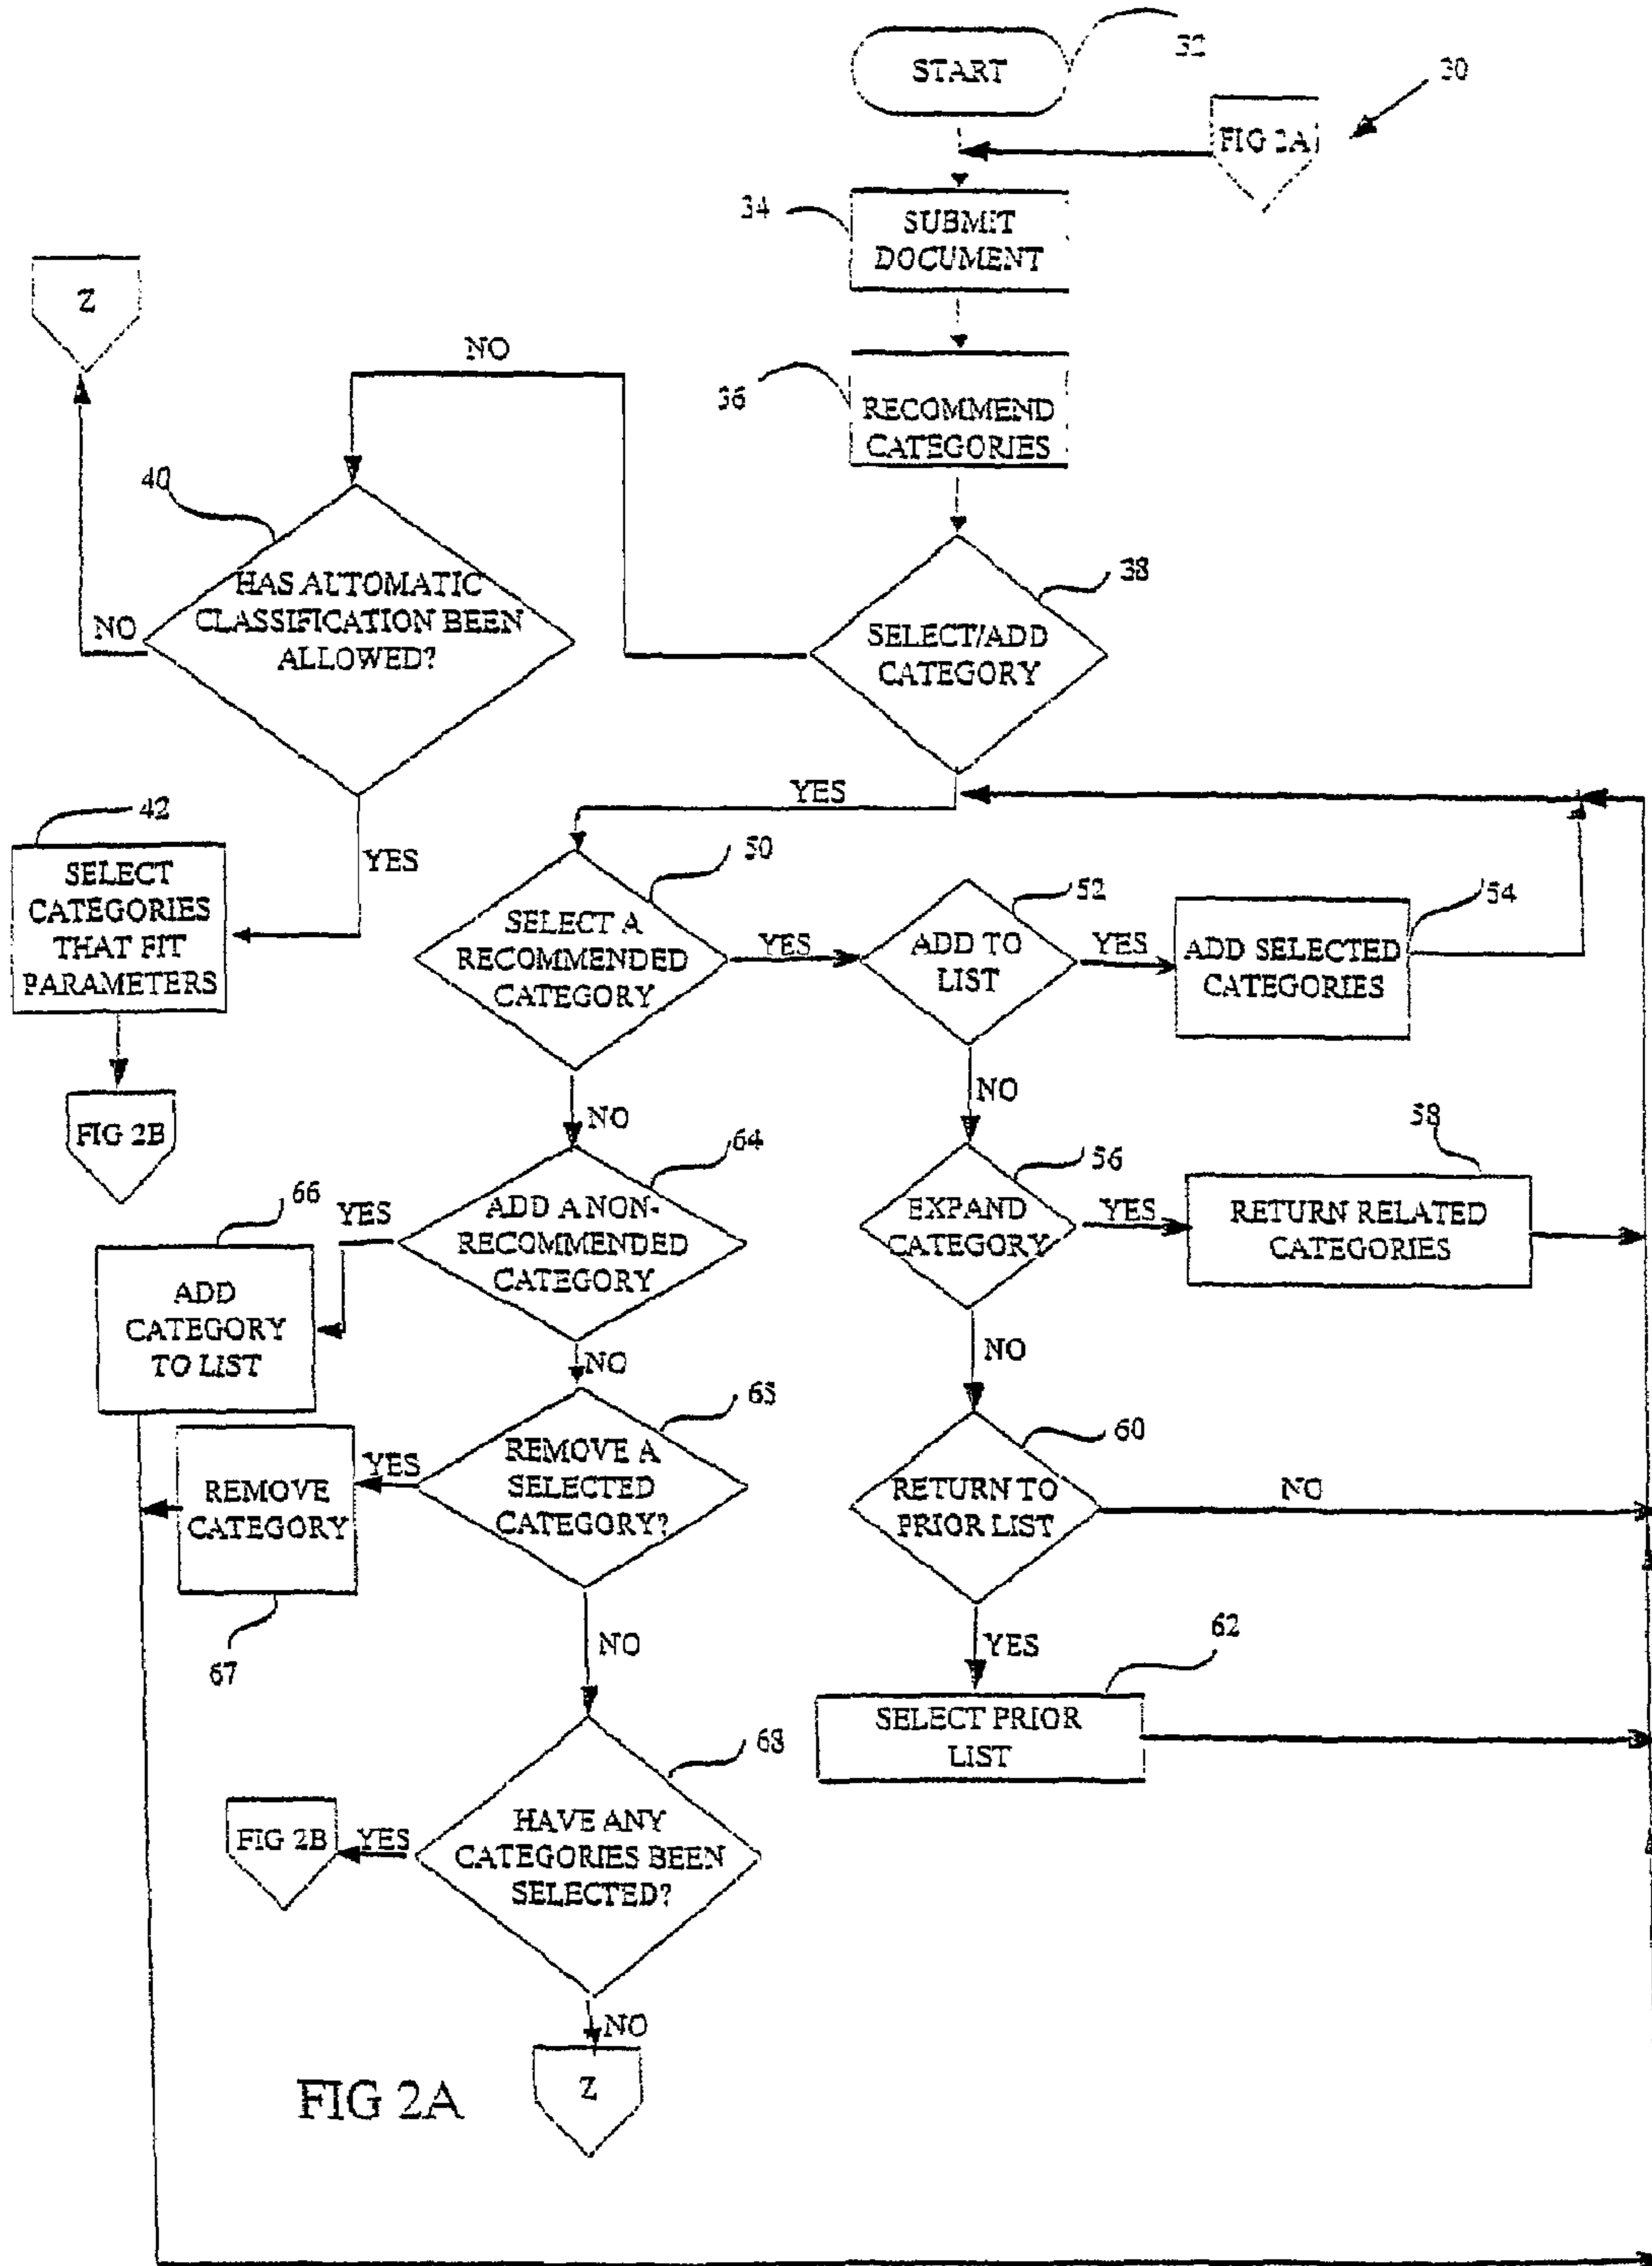 32
START
30
FIG 2A
34
SUBMIT
DOCUMENT
Z
NO
36
RECOMMEND
CATEGORIES
40
HAS AUTOMATIC
CLASSIFICATION BEEN
ALLOWED?
NO
38
SELECT/ADD
CATEGORY
YES
42
SELECT
CATEGORIES
THAT FIT
PARAMETERS
YES
50
SELECT A
RECOMMENDED
CATEGORY
YES
52
ADD TO
LIST
YES
54
ADD SELECTED
CATEGORIES
FIG 2B
NO
NO
64
ADD A NON-
RECOMMENDED
CATEGORY
YES
66
ADD
CATEGORY
TO LIST
56
EXPAND
CATEGORY
YES
58
RETURN RELATED
CATEGORIES
NO
NO
65
REMOVE A
SELECTED
CATEGORY?
YES
REMOVE
CATEGORY
67
60
RETURN TO
PRIOR LIST
NO
NO
YES
62
SELECT PRIOR
LIST
68
HAVE ANY
CATEGORIES BEEN
SELECTED?
YES
FIG 2B
NO
Z
FIG 2A